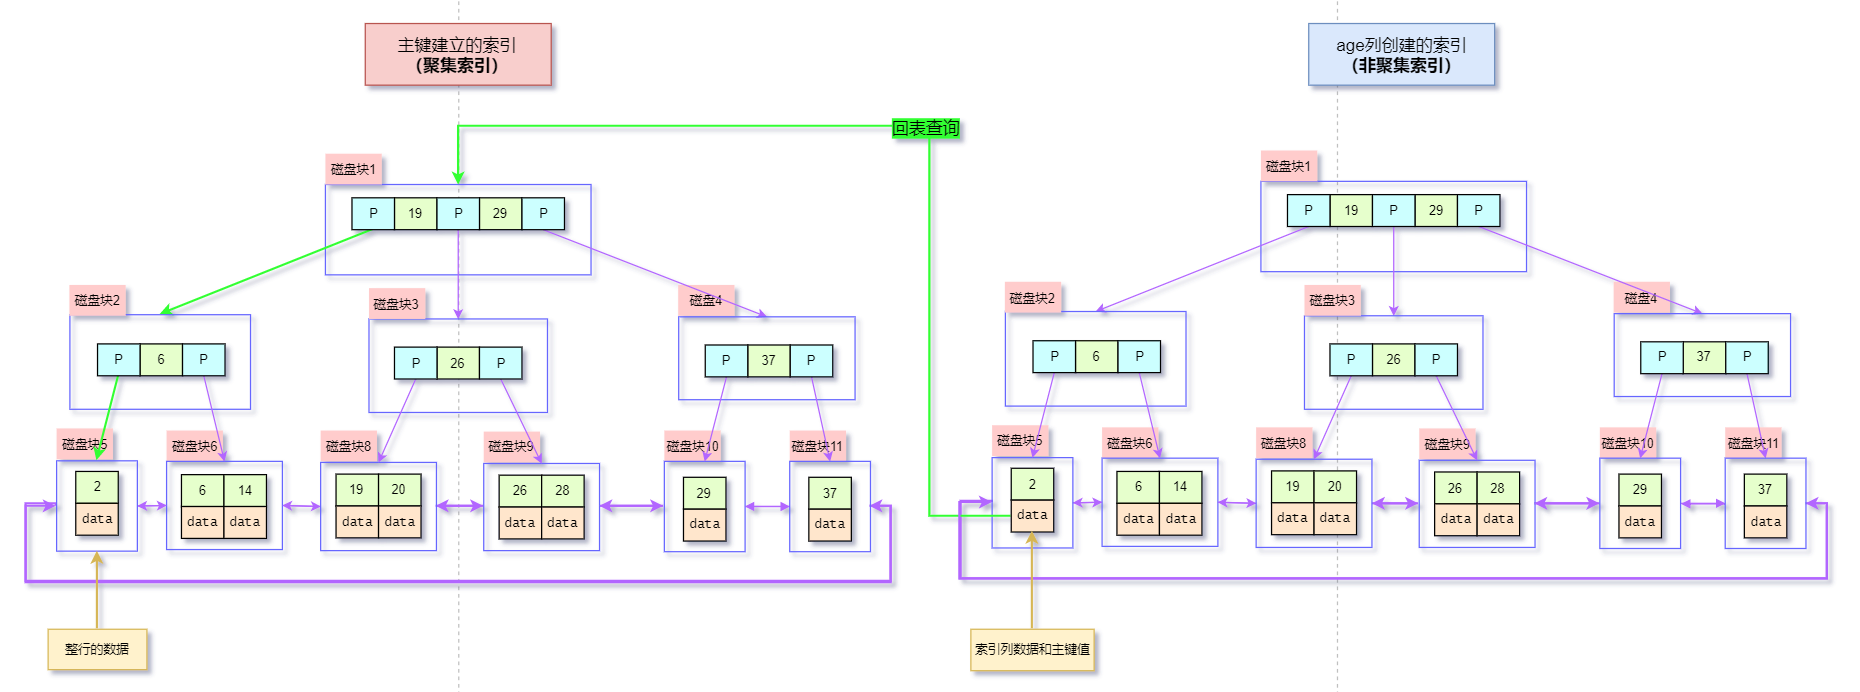 主键建立的索引
（聚集索引）
age列创建的索引
（非聚集索引）
回表查询
磁盘块1
P 19 P 29 P
磁盘块2
磁盘块3
磁盘4
P 6 P
P 26 P
P 37 P
磁盘块5
磁盘块6
磁盘块8
磁盘块9
磁盘块10
磁盘块11
2
6 14
19 20
26 28
29
37
data
data data
data data
data data
data
data
整行的数据
磁盘块1
P 19 P 29 P
磁盘块2
磁盘块3
磁盘4
P 6 P
P 26 P
P 37 P
磁盘块5
磁盘块6
磁盘块8
磁盘块9
磁盘块10
磁盘块11
2
6 14
19 20
26 28
29
37
data
data data
data data
data data
data
data
索引列数据和主键值